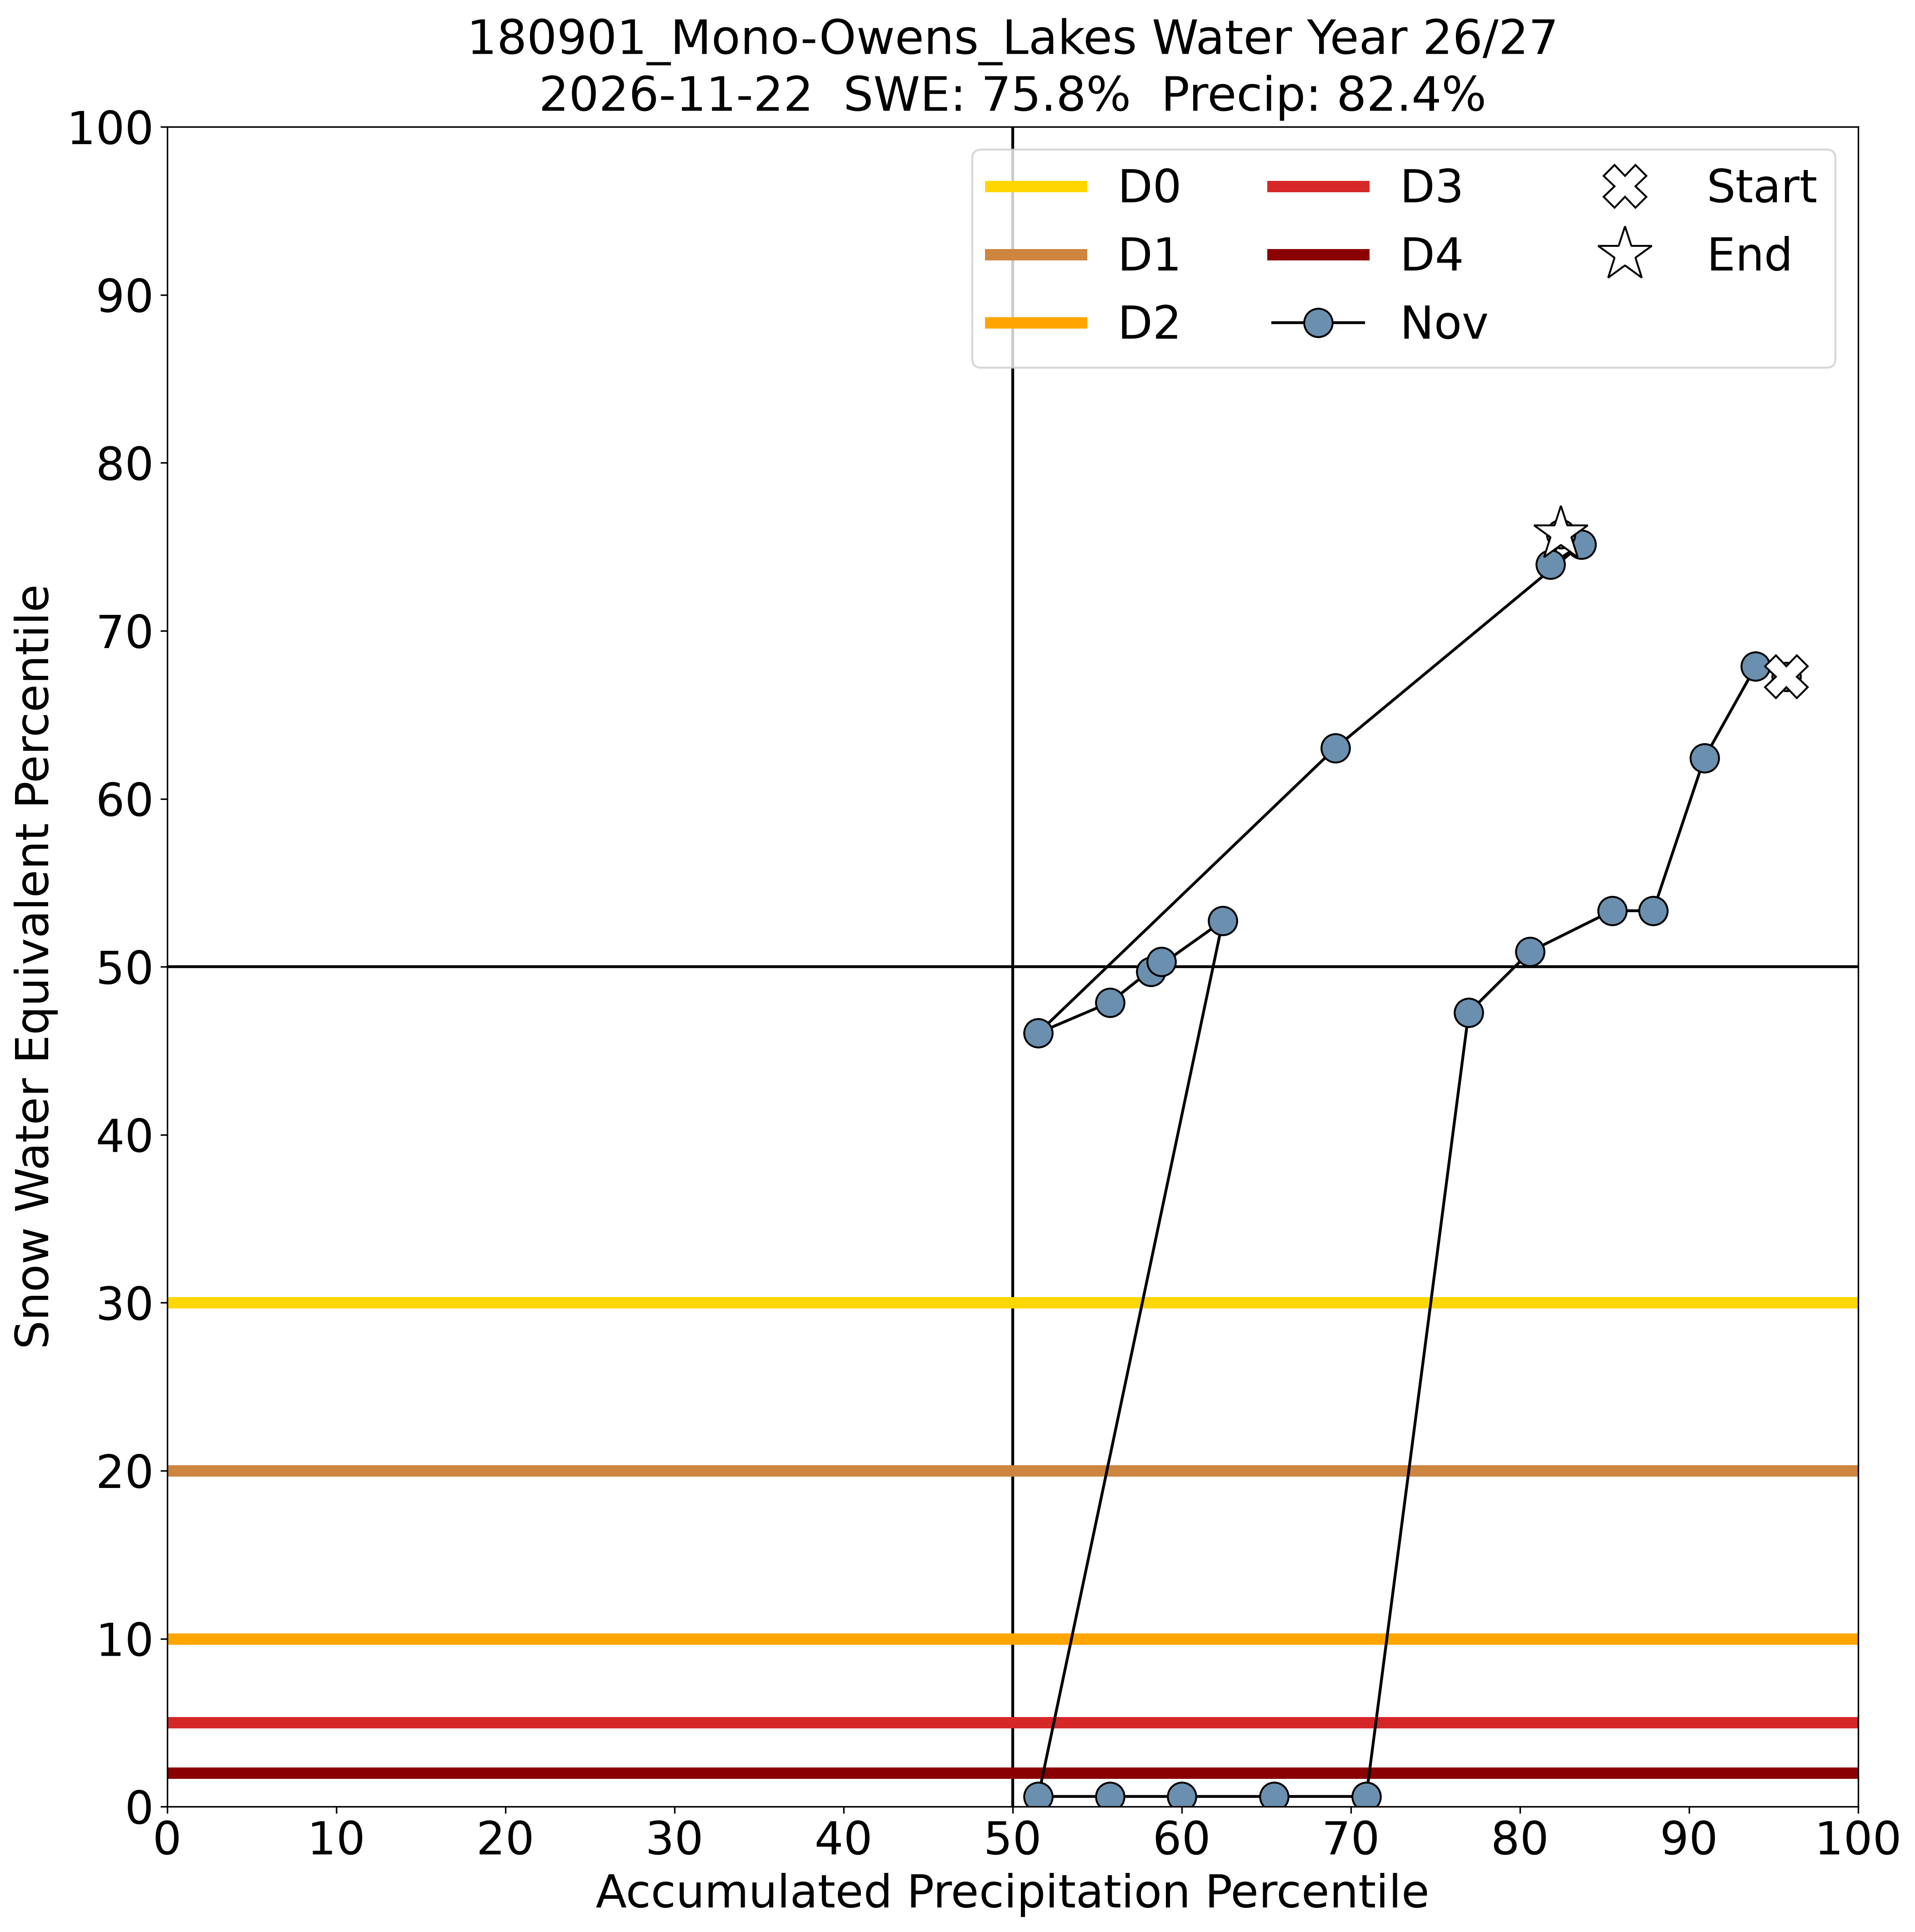 180901_Mono-Owens_Lakes Water Year 26/27
2026-11-22  SWE: 75.8%  Precip: 82.4%
D0
D1
D2
D3
D4
Nov
Start
End
Snow Water Equivalent Percentile
100
90
80
70
60
50
40
30
20
10
0
0 10 20 30 40 50 60 70 80 90 100
Accumulated Precipitation Percentile